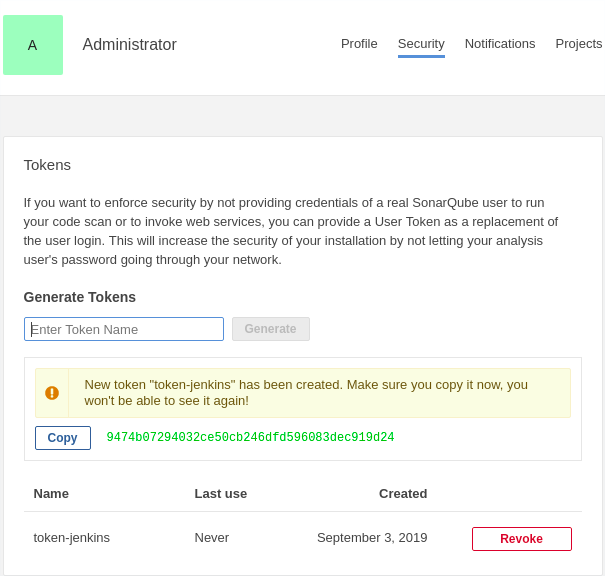 A
Administrator
Profile Security Notifications Projects
Tokens
If you want to enforce security by not providing credentials of a real SonarQube user to run
your code scan or to invoke web services, you can provide a User Token as a replacement of
the user login. This will increase the security of your installation by not letting your analysis
user's password going through your network.
Generate Tokens
Enter Token Name Generate
New token "token-jenkins" has been created. Make sure you copy it now, you
won't be able to see it again!
Copy 9474b07294032ce50cb246dfd596083dec919d24
Name Last use Created
token-jenkins Never September 3, 2019 Revoke